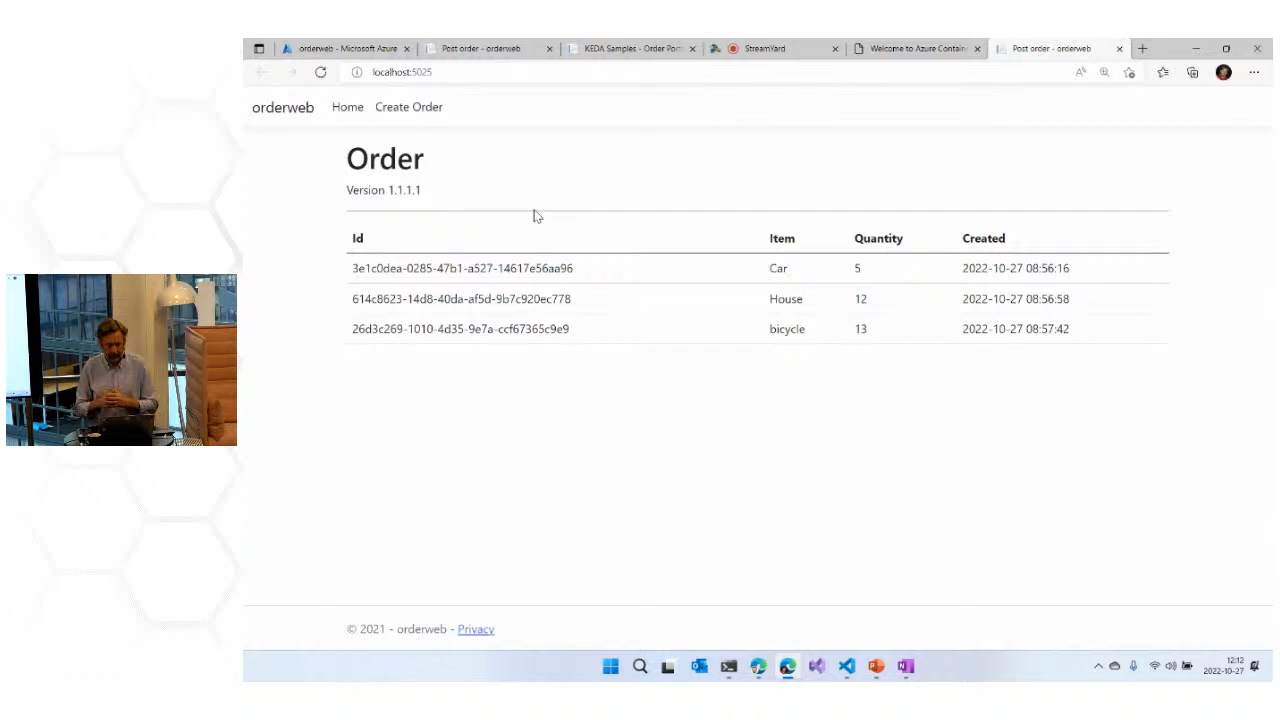 orderweb - Microsoft Azure
Post order - orderweb
KEDA Samples - Order Port
StreamYard
Welcome to Azure Contain
Post order - orderweb
localhost:5025
orderweb Home Create Order
Order
Version 1.1.1.1
Id Item Quantity Created
3e1c0dea-0285-47b1-a527-14617e56aa96 Car 5 2022-10-27 08:56:16
614c8623-14d8-40da-af5d-9b7c920ec778 House 12 2022-10-27 08:56:58
26d3c269-1010-4d35-9e7a-ccf67365c9e9 bicycle 13 2022-10-27 08:57:42
© 2021 - orderweb - Privacy
12:12
2022-10-27